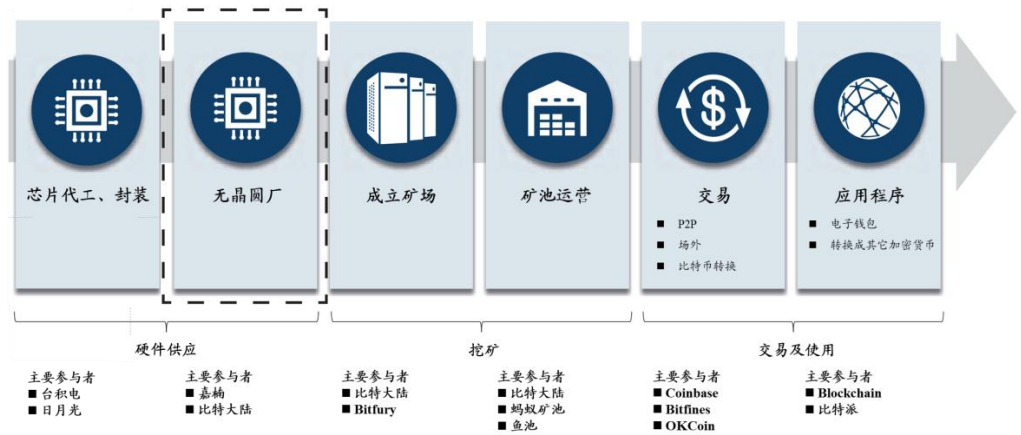 $
芯片代工、封装
无晶圆厂
成立矿场
矿池运营
交易
■ P2P
■ 场外
■ 比特币转换
应用程序
■ 电子钱包
■ 转换成其它加密货币
硬件供应
挖矿
交易及使用
主要参与者
■ 台积电
■ 日月光
主要参与者
■ 嘉楠
■ 比特大陆
主要参与者
■ 比特大陆
■ Bitfury
主要参与者
■ 比特大陆
■ 蚂蚁矿池
■ 鱼池
主要参与者
■ Coinbase
■ Bitfines
■ OKCoin
主要参与者
■ Blockchain
■ 比特派